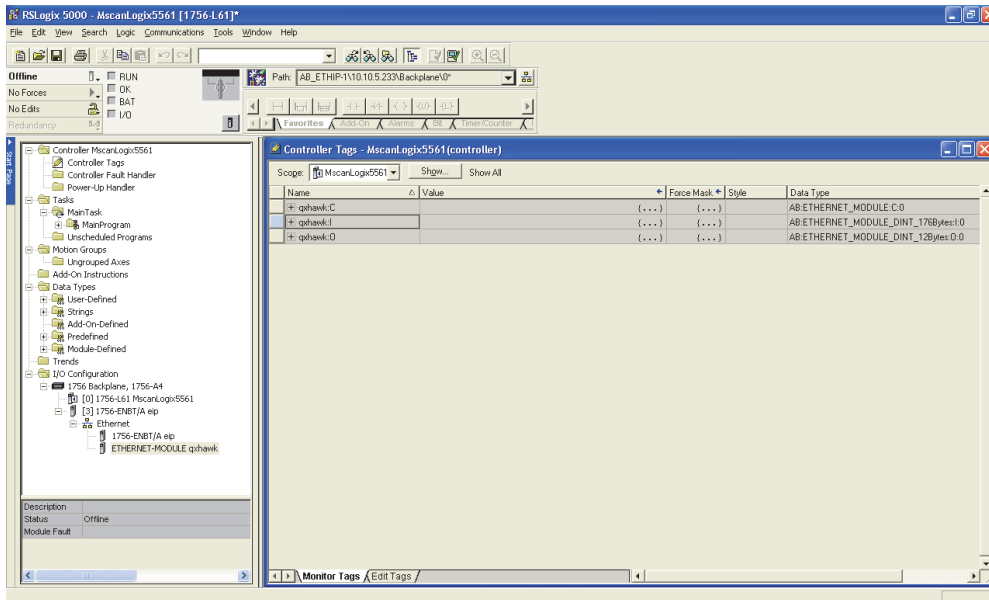 RSLogix 5000 - MscanLogix5561 [1756-L61]*
File Edit View Search Logic Communications Tools Window Help
Offline
RUN
No Forces
OK
No Edits
BAT
Redundancy
I/O
Path: AB_ETHIP-1\10.10.5.233\Backplane\0*
Favorites Add-On Alarms Bit Timer/Counter
Start Page
Controller MscanLogix5561
Controller Tags
Controller Fault Handler
Power-Up Handler
Tasks
MainTask
MainProgram
Unscheduled Programs
Motion Groups
Ungrouped Axes
Add-On Instructions
Data Types
User-Defined
Strings
Add-On-Defined
Predefined
Module-Defined
Trends
I/O Configuration
1756 Backplane, 1756-A4
[0] 1756-L61 MscanLogix5561
[3] 1756-ENBT/A eip
Ethernet
1756-ENBT/A eip
ETHERNET-MODULE qxhawk
Description
Status Offline
Module Fault
Controller Tags - MscanLogix5561(controller)
Scope: MscanLogix5561 Show... Show All
Name Value Force Mask Style Data Type
qxhawk:C {...} {...} AB:ETHERNET_MODULE:C:0
qxhawk:I {...} {...} AB:ETHERNET_MODULE_DINT_176Bytes:I:0
qxhawk:O {...} {...} AB:ETHERNET_MODULE_DINT_12Bytes:O:0
Monitor Tags Edit Tags